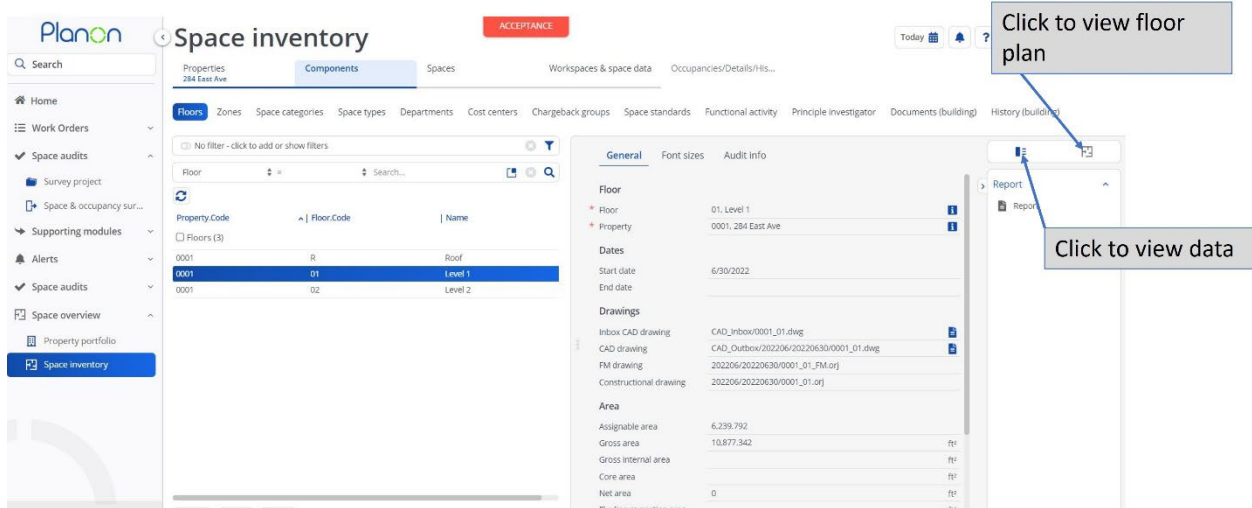 Planon
Space inventory
ACCEPTANCE
Today
?
Click to view floor
plan
Search
Properties
284 East Ave
Components
Spaces
Workspaces & space data
Occupancies/Details/His...
Home
Work Orders
Space audits
Survey project
Space & occupancy sur...
Supporting modules
Alerts
Space audits
Space overview
Property portfolio
Space inventory
Floors Zones Space categories Space types Departments Cost centers Chargeback groups Space standards Functional activity Principle investigator Documents (building) History (building)
No filter - click to add or show filters
Floor = Search...
Property.Code Floor.Code Name
Floors (3)
0001 R Roof
0001 01 Level 1
0001 02 Level 2
General Font sizes Audit info
Floor
* Floor 01, Level 1
* Property 0001, 284 East Ave
Dates
Start date 6/30/2022
End date
Drawings
Inbox CAD drawing CAD_Inbox/0001_01.dwg
CAD drawing CAD_Outbox/202206/20220630/0001_01.dwg
FM drawing 202206/20220630/0001_01_FM.orj
Constructional drawing 202206/20220630/0001_01.orj
Area
Assignable area 6,239.792
Gross area 10,877.342 ft²
Gross internal area ft²
Core area ft²
Net area 0 ft²
Report
Report
Click to view data